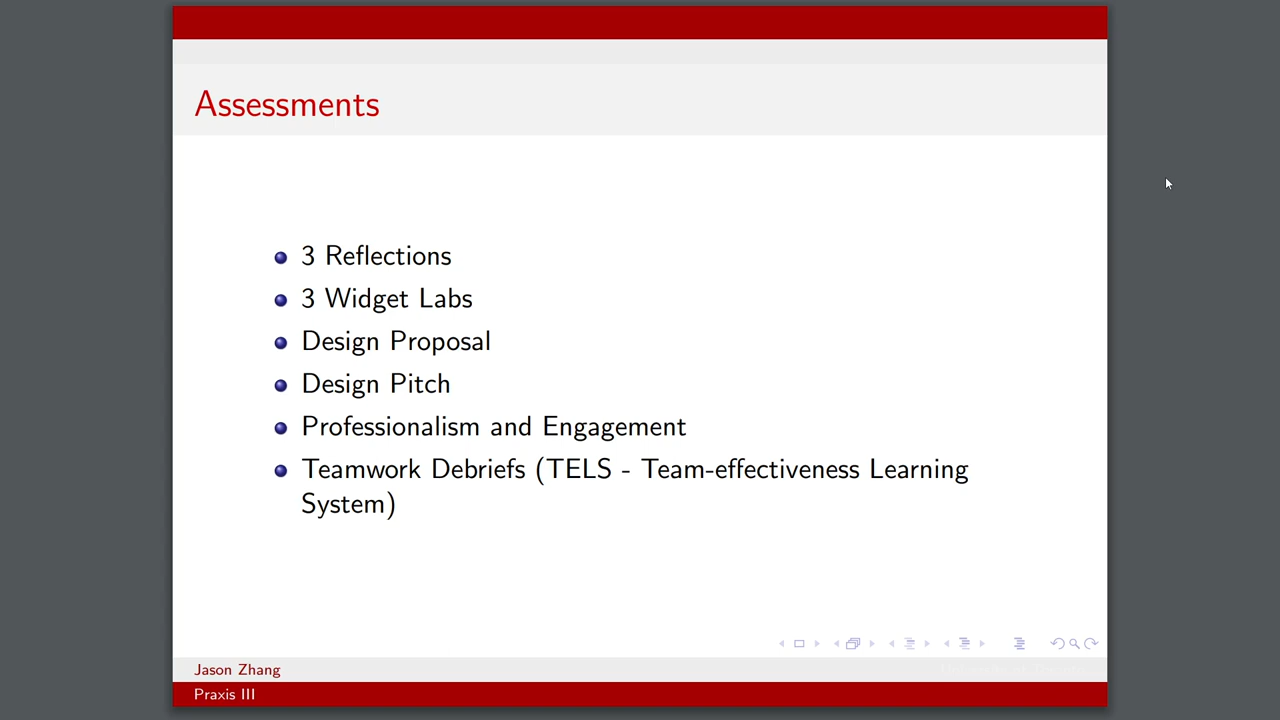 Assessments
3 Reflections
3 Widget Labs
Design Proposal
Design Pitch
Professionalism and Engagement
Teamwork Debriefs (TELS - Team-effectiveness Learning
System)
Jason Zhang
Praxis III